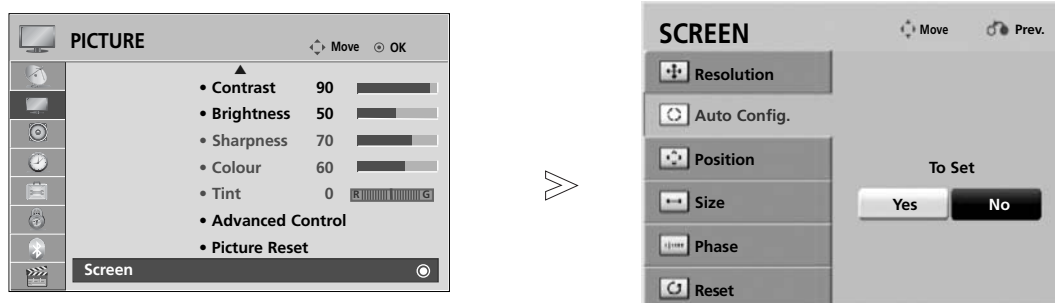 PICTURE
Move OK
• Contrast 90
• Brightness 50
• Sharpness 70
• Colour 60
• Tint 0 R G
• Advanced Control
• Picture Reset
Screen
SCREEN
Move Prev.
Resolution
Auto Config.
Position
Size
Phase
Reset
To Set
Yes No